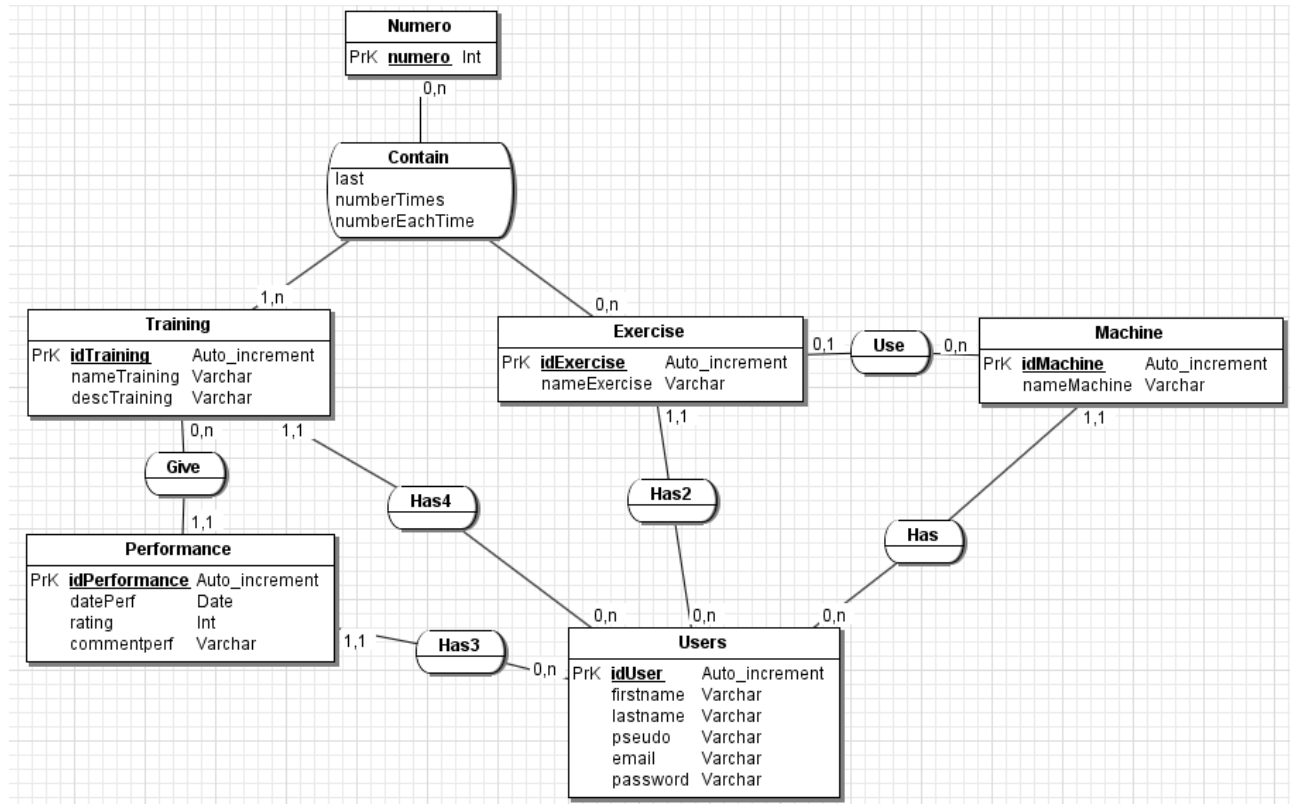 Numero
PrK numero Int
0,n
Contain
last
numberTimes
numberEachTime
1,n
0,n
Training
PrK idTraining Auto_increment
nameTraining Varchar
descTraining Varchar
Exercise
PrK idExercise Auto_increment
nameExercise Varchar
0,1
Use
0,n
Machine
PrK idMachine Auto_increment
nameMachine Varchar
0,n
1,1
1,1
1,1
Give
Has4
Has2
Has
1,1
Performance
PrK idPerformance Auto_increment
datePerf Date
rating Int
commentperf Varchar
1,1
Has3
0,n
0,n
0,n
0,n
Users
PrK idUser Auto_increment
firstname Varchar
lastname Varchar
pseudo Varchar
email Varchar
password Varchar